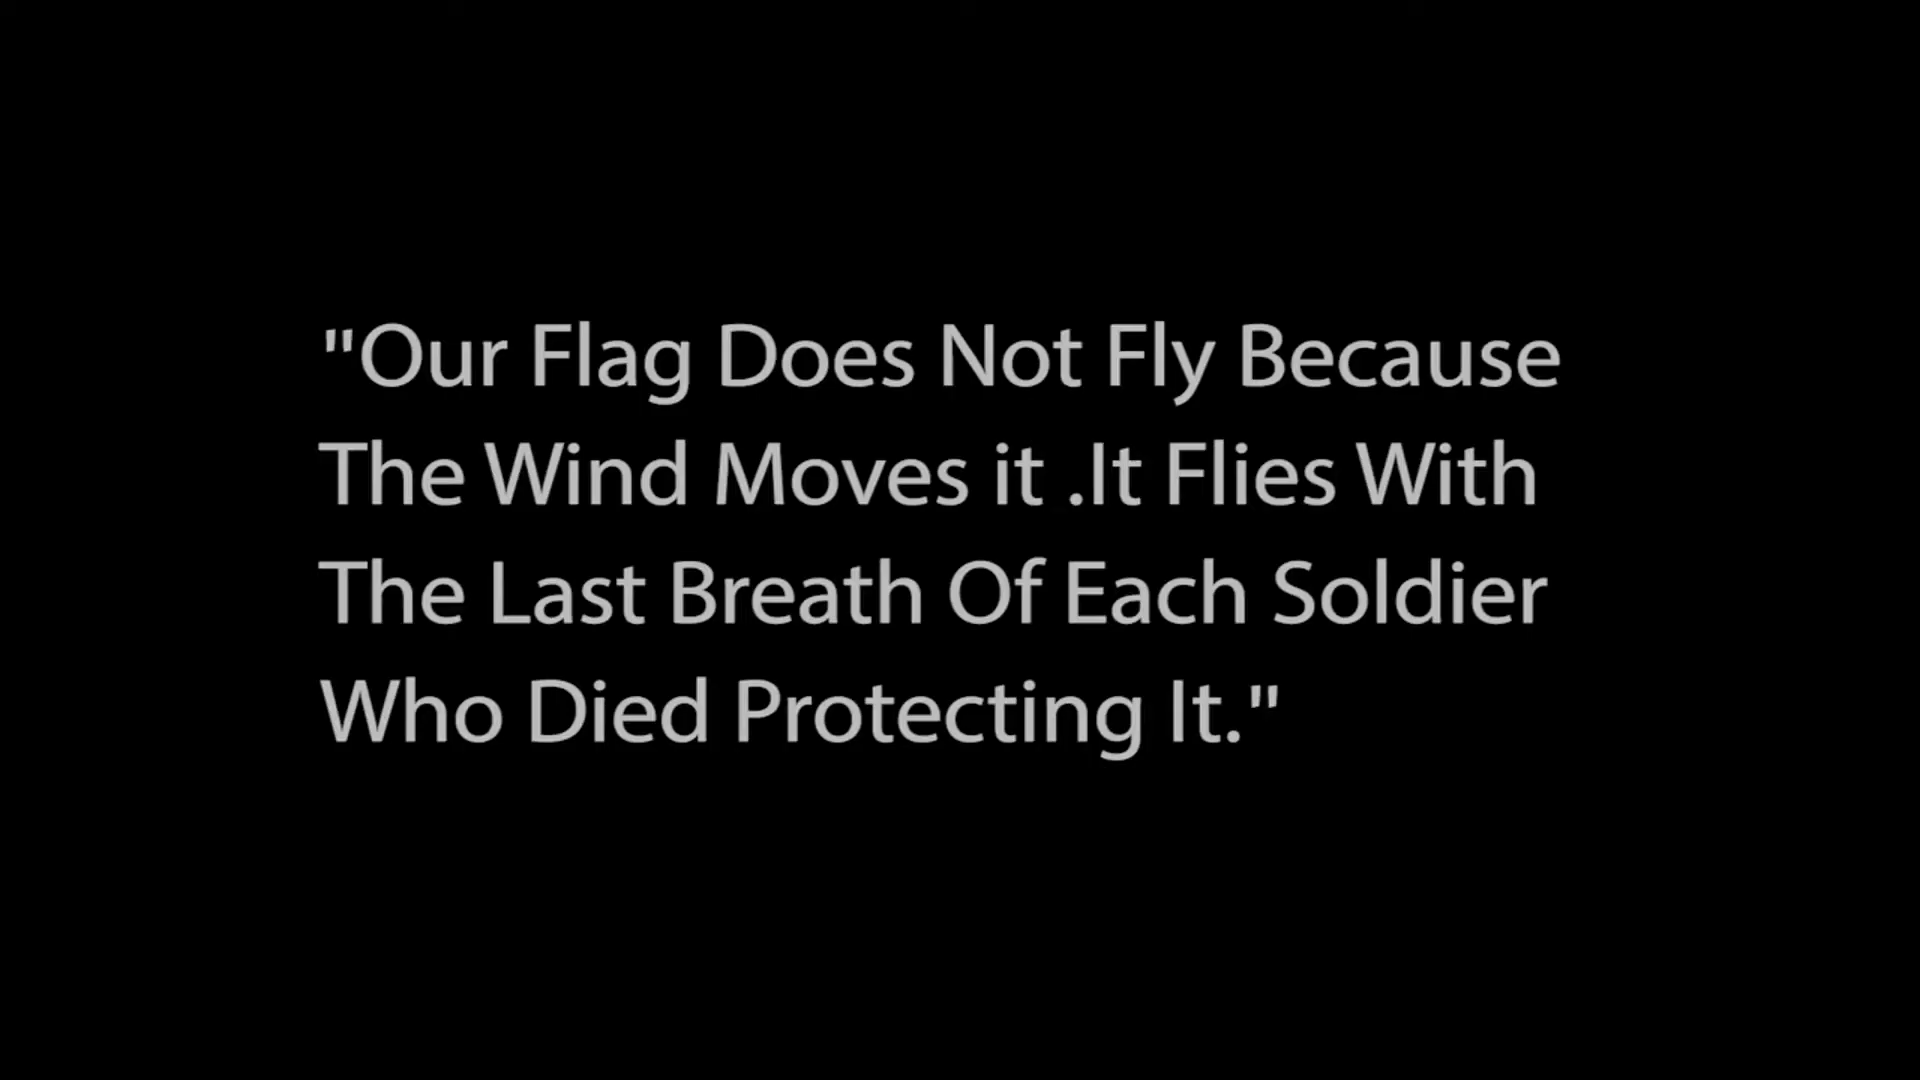 "Our Flag Does Not Fly Because
The Wind Moves it .It Flies With
The Last Breath Of Each Soldier
Who Died Protecting It."